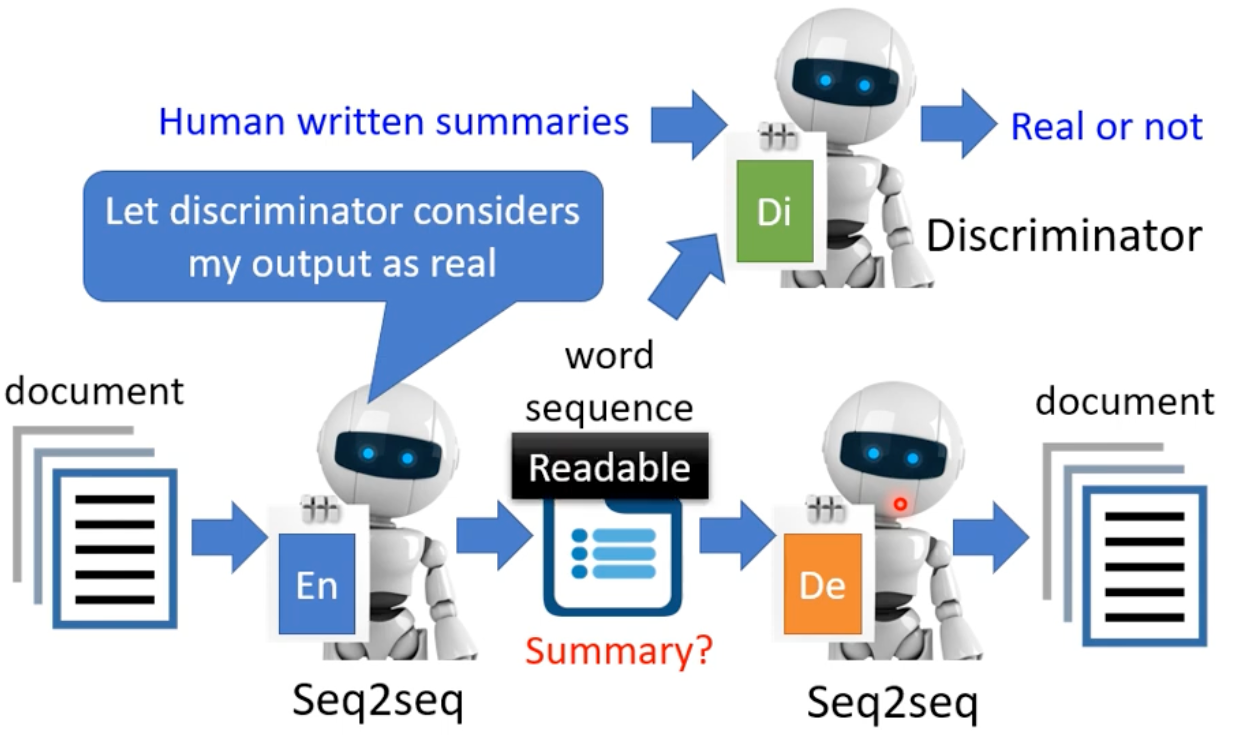 Human written summaries
Real or not
Let discriminator considers
my output as real
Di
Discriminator
word
sequence
document
document
Readable
En
De
Summary?
Seq2seq
Seq2seq